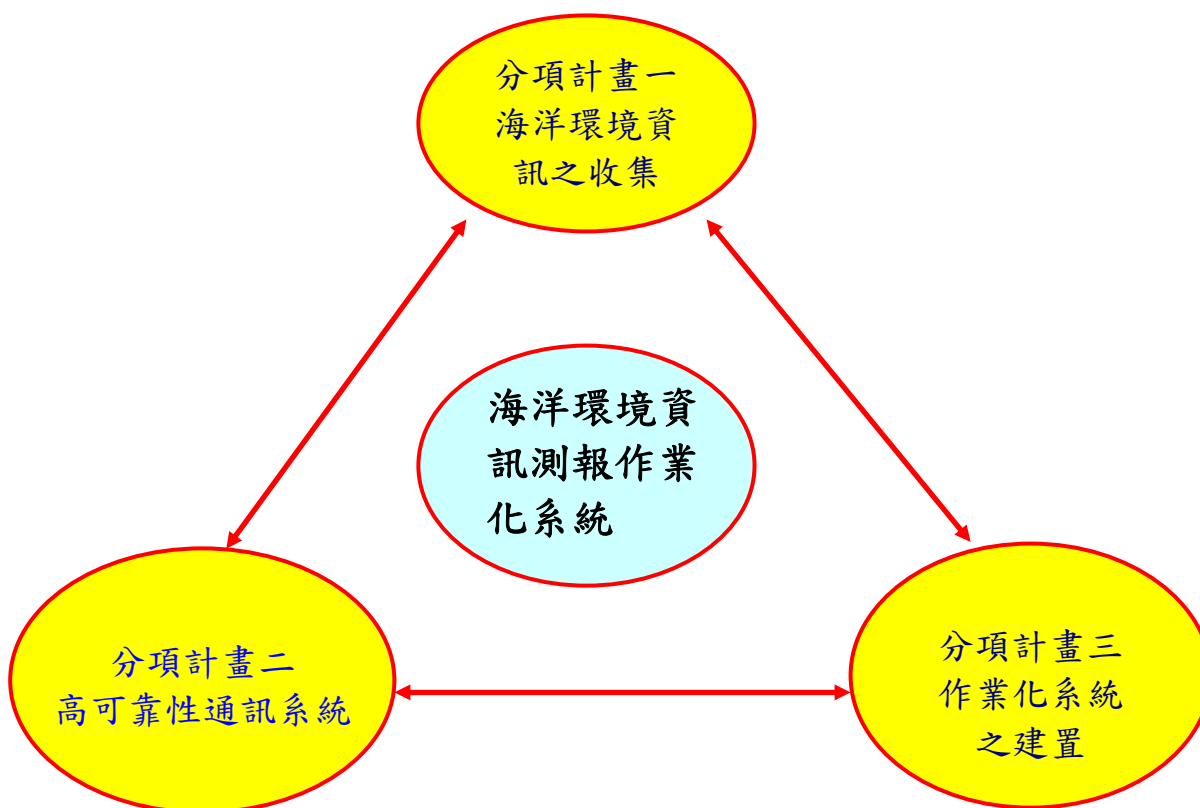 分項計畫一
海洋環境資
訊之收集
海洋環境資
訊測報作業
化系統
分項計畫二
高可靠性通訊系統
分項計畫三
作業化系統
之建置